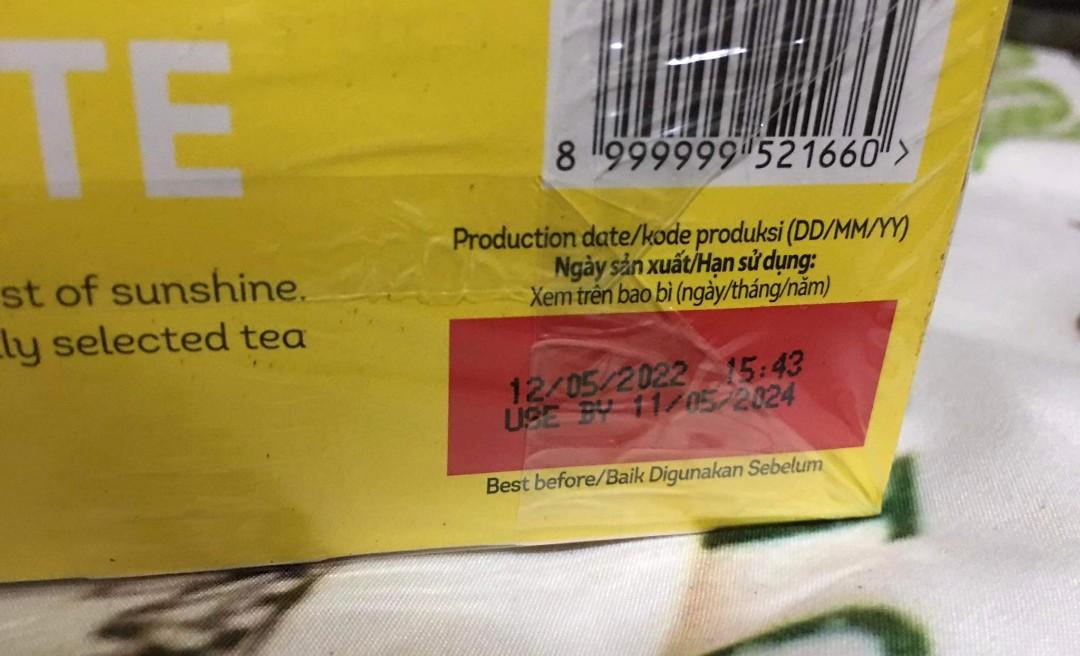 TE
st of sunshine.
lly selected tea
8 999999 521660 >
Production date/kode produksi (DD/MM/YY)
Ngày sản xuất/Hạn sử dụng:
Xem trên bao bì (ngày/tháng/năm)
12/05/2022 15:43
USE BY 11/05/2024
Best before/Baik Digunakan Sebelum